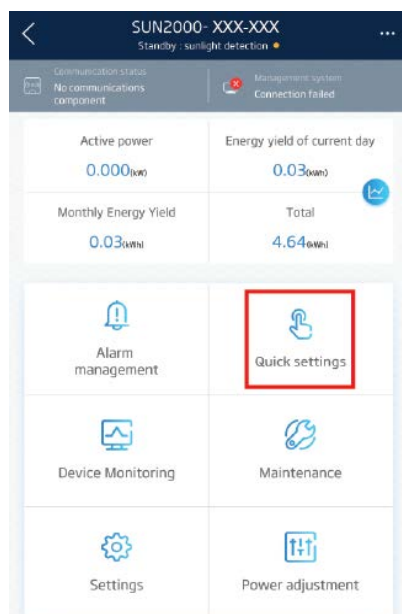 SUN2000- XXX-XXX
Standby : sunlight detection
Communication status
No communications
component
Management system
Connection failed
Active power
0.000(kW)
Energy yield of current day
0.03(kWh)
Monthly Energy Yield
0.03(kWh)
Total
4.64(kWh)
Alarm
management
Quick settings
Device Monitoring
Maintenance
Settings
Power adjustment